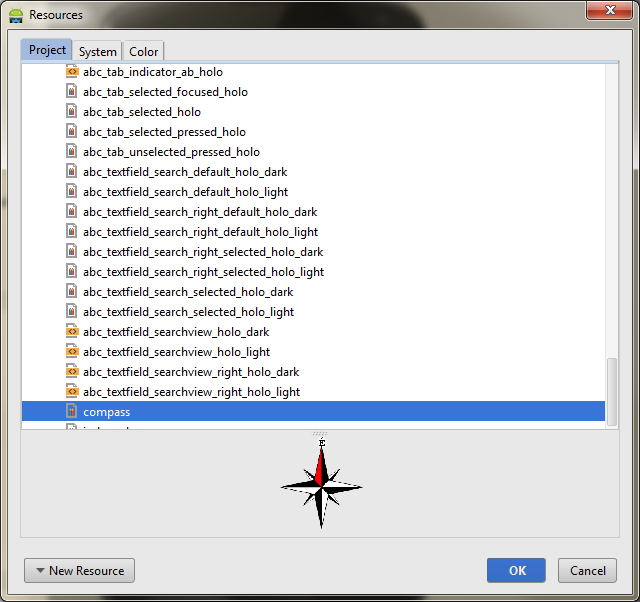 Resources
Project
System
Color
abc_tab_indicator_ab_holo
abc_tab_selected_focused_holo
abc_tab_selected_holo
abc_tab_selected_pressed_holo
abc_tab_unselected_pressed_holo
abc_textfield_search_default_holo_dark
abc_textfield_search_default_holo_light
abc_textfield_search_right_default_holo_dark
abc_textfield_search_right_default_holo_light
abc_textfield_search_right_selected_holo_dark
abc_textfield_search_right_selected_holo_light
abc_textfield_search_selected_holo_dark
abc_textfield_search_selected_holo_light
abc_textfield_searchview_holo_dark
abc_textfield_searchview_holo_light
abc_textfield_searchview_right_holo_dark
abc_textfield_searchview_right_holo_light
compass
New Resource
OK
Cancel